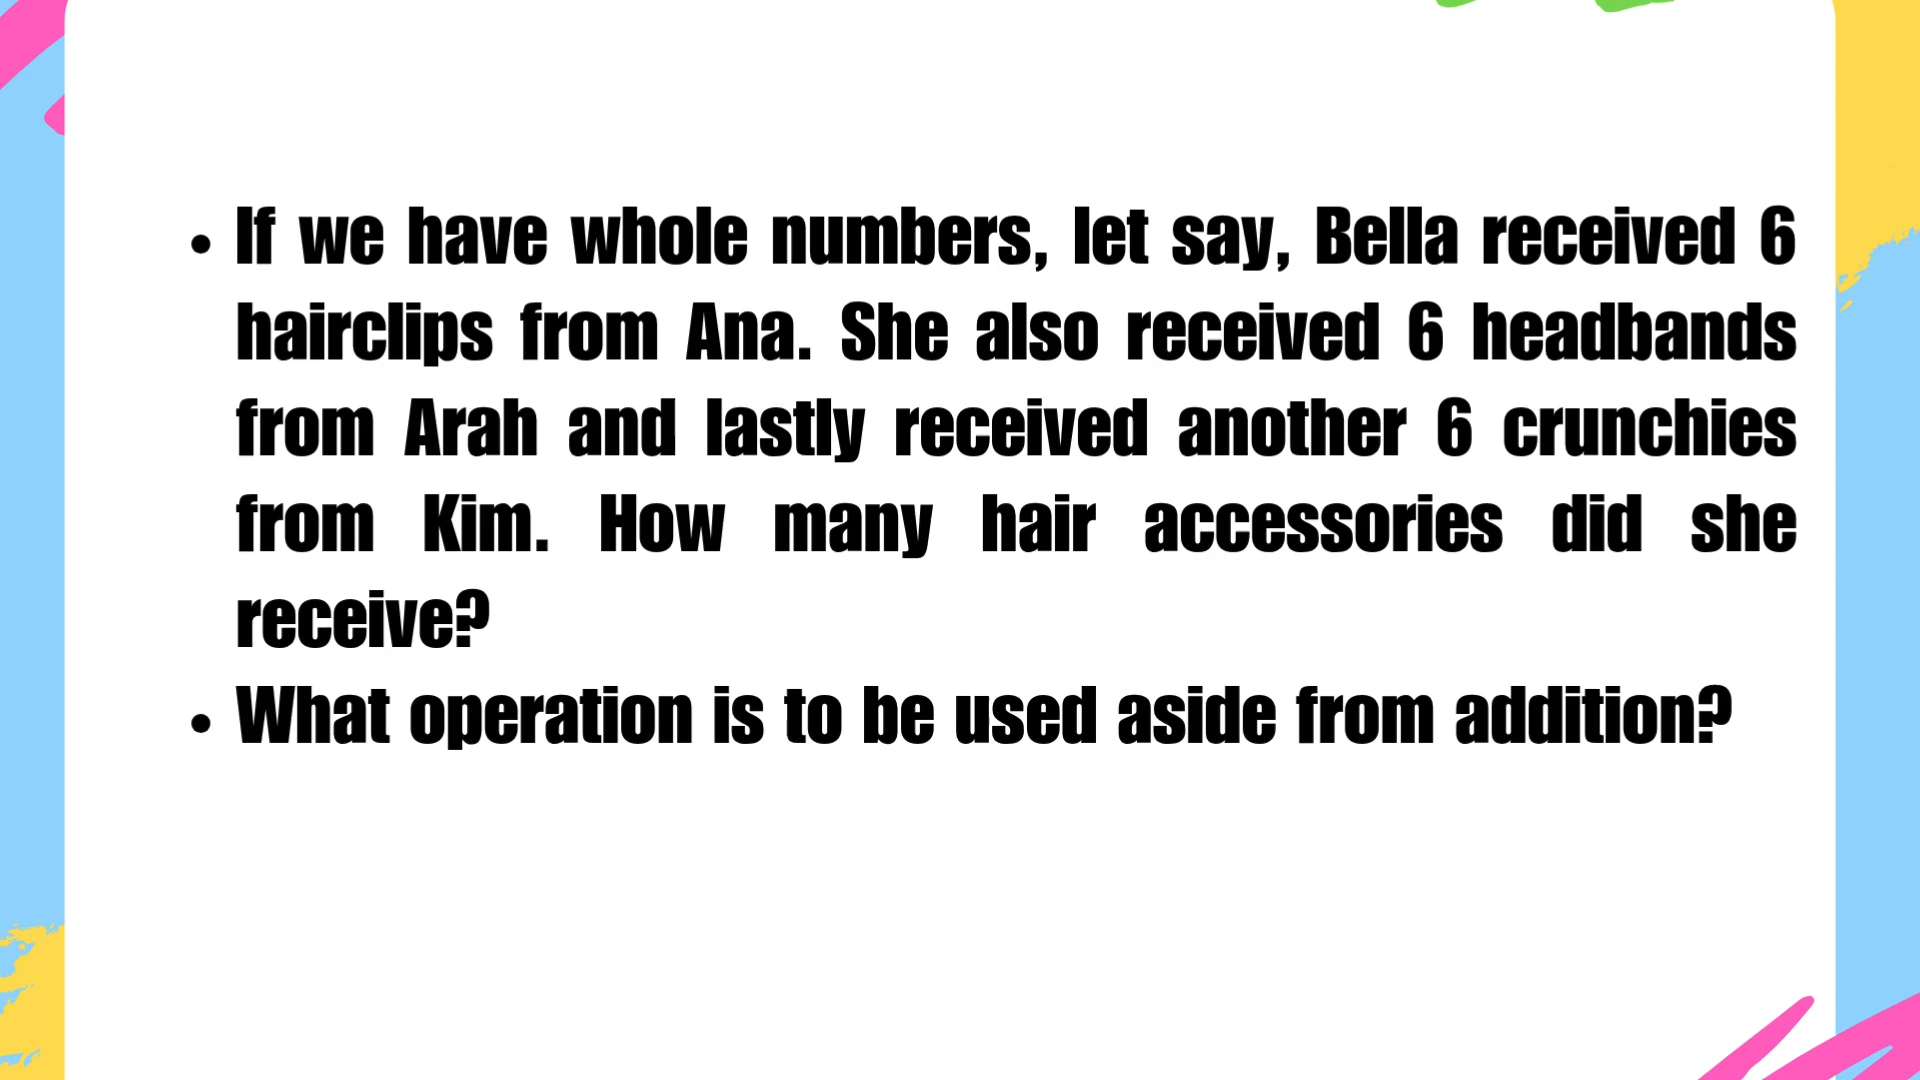 • If we have whole numbers, let say, Bella received 6
hairclips from Ana. She also received 6 headbands
from Arah and lastly received another 6 crunchies
from Kim. How many hair accessories did she
receive?
• What operation is to be used aside from addition?